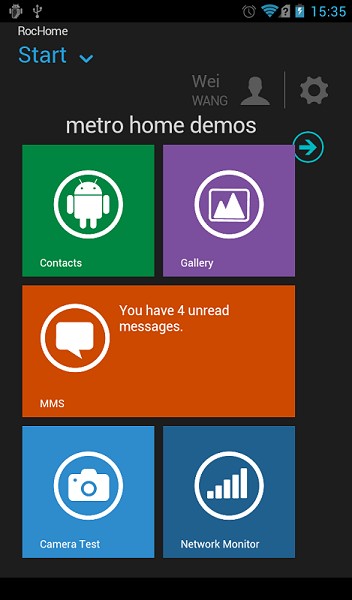 15:35
RocHome
Start
Wei
WANG
metro home demos
Contacts
Gallery
You have 4 unread
messages.
MMS
Camera Test
Network Monitor